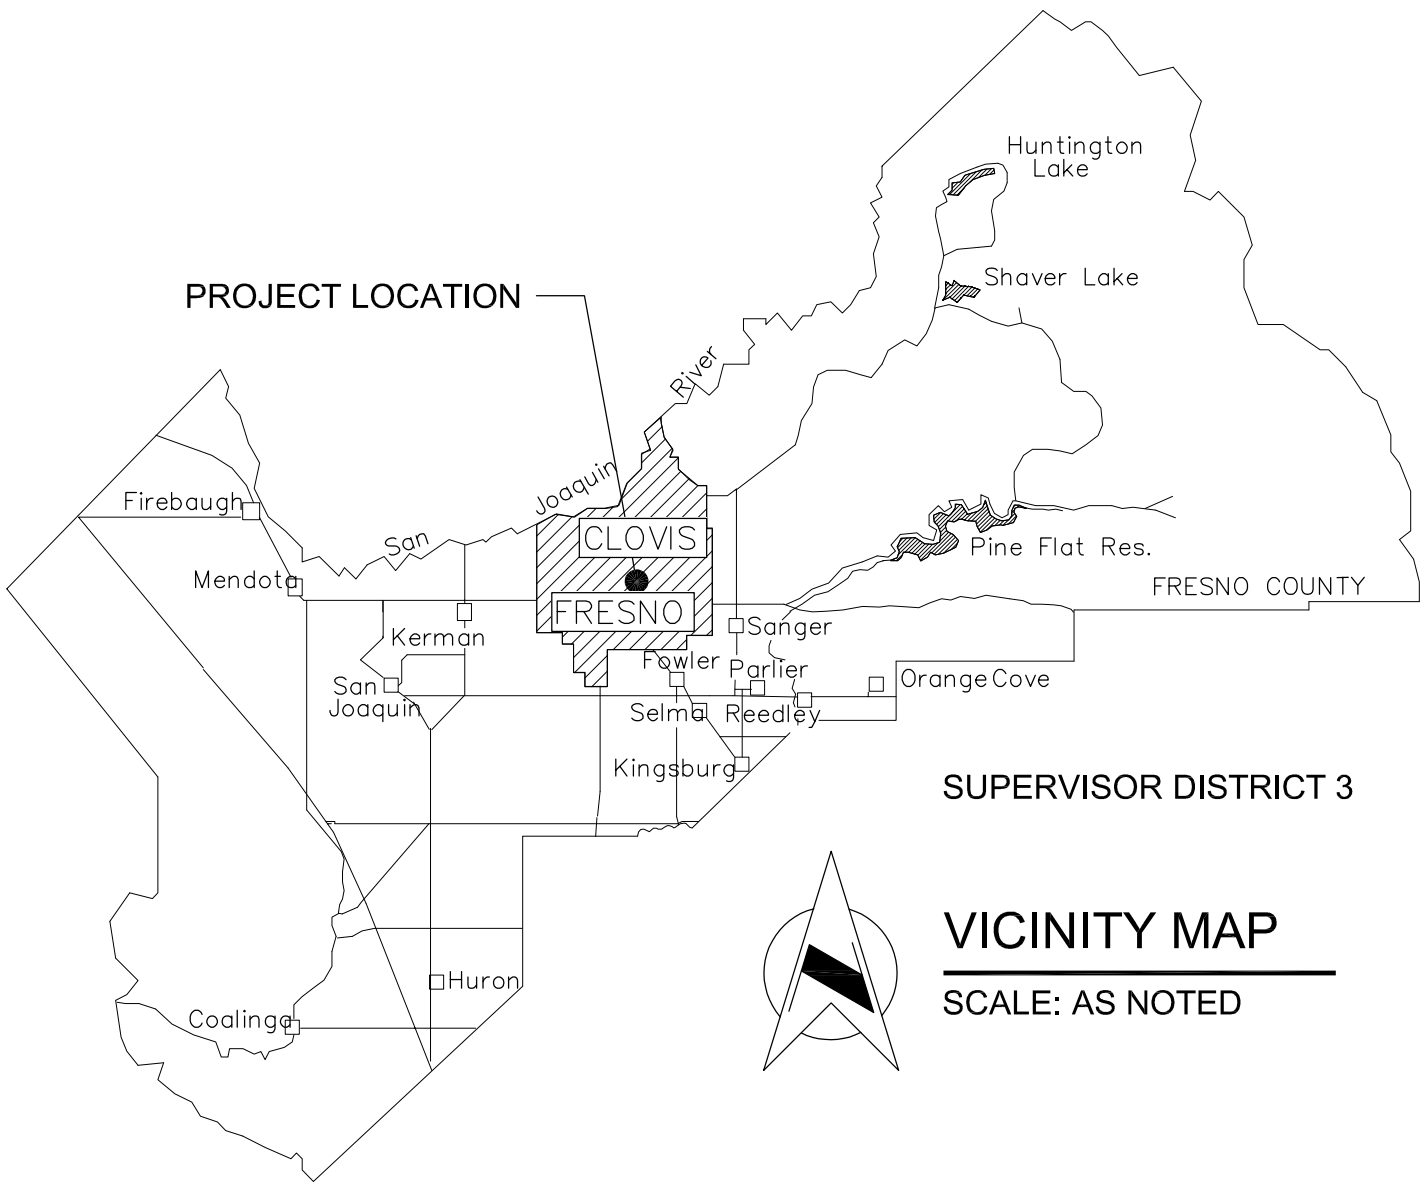 Huntington
Lake
Shaver Lake
PROJECT LOCATION
River
Joaquin
San
Firebaugh
CLOVIS
Pine Flat Res.
Mendota
FRESNO COUNTY
FRESNO
Kerman
Sanger
Fowler
Parlier
San
Joaquin
Orange Cove
Selma
Reedley
Kingsburg
SUPERVISOR DISTRICT 3
VICINITY MAP
SCALE: AS NOTED
Huron
Coalinga